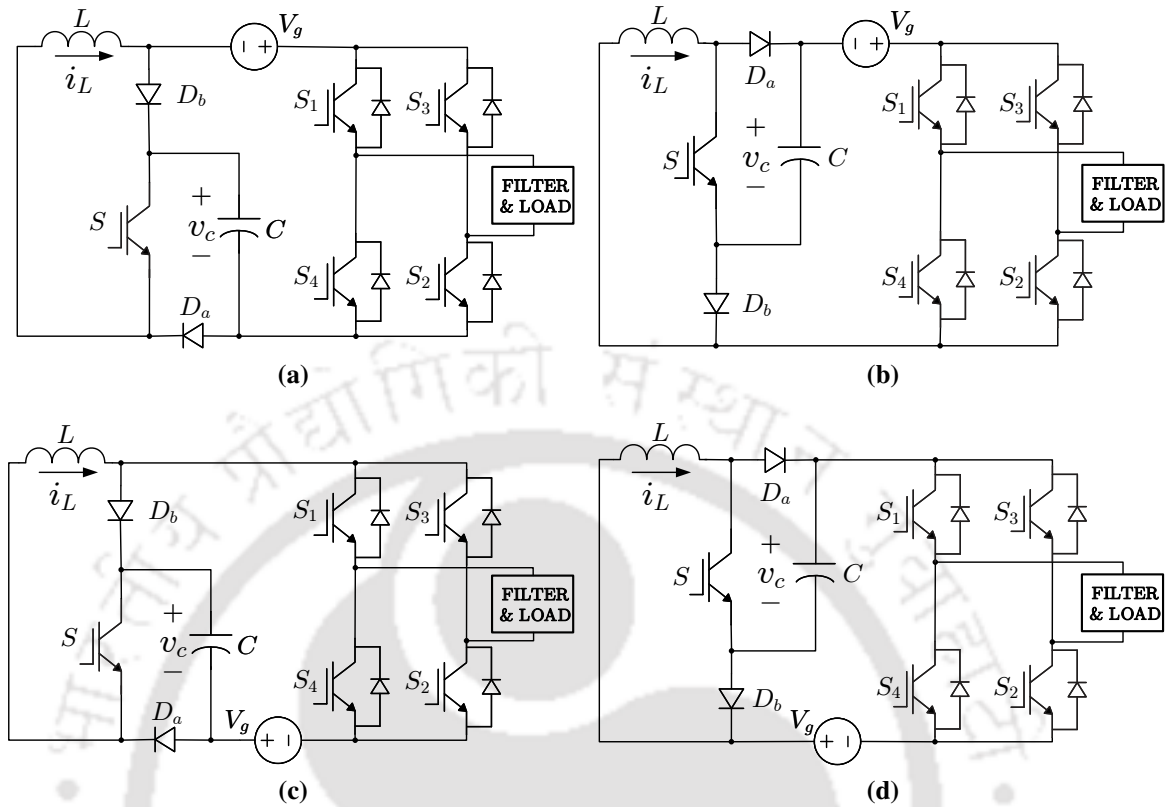 L
V_g
i_L
D_b
S_1
S_3
S
+
v_c
−
C
FILTER
& LOAD
S_4
S_2
D_a
− +
(a)
L
V_g
i_L
D_a
− +
S_1
S_3
S
+
v_c
−
C
FILTER
& LOAD
S_4
S_2
D_b
(b)
L
i_L
D_b
S_1
S_3
S
+
v_c
−
C
FILTER
& LOAD
S_4
S_2
D_a
V_g
+ −
(c)
L
i_L
D_a
S_1
S_3
S
+
v_c
−
C
FILTER
& LOAD
S_4
S_2
D_b
V_g
+ −
(d)
भारतीय प्रौद्योगिकी संस्थान गुवाहाटी